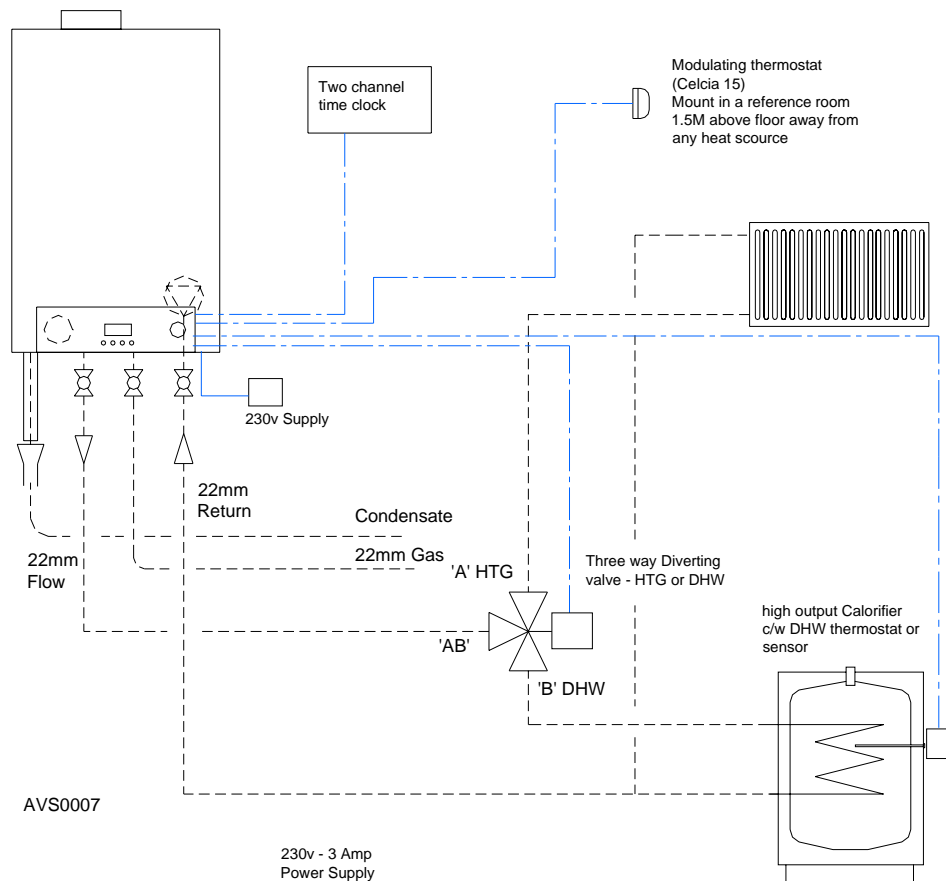 Two channel
time clock
Modulating thermostat
(Celcia 15)
Mount in a reference room
1.5M above floor away from
any heat scource
230v Supply
22mm
Return
Condensate
22mm Gas
22mm
Flow
'A' HTG
Three way Diverting
valve - HTG or DHW
'AB'
'B' DHW
high output Calorifier
c/w DHW thermostat or
sensor
AVS0007
230v - 3 Amp
Power Supply